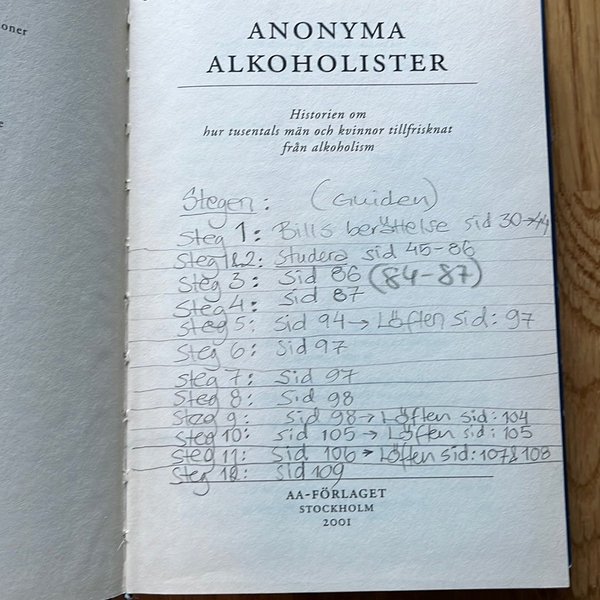 oner
e
ANONYMA
ALKOHOLISTER
Historien om
hur tusentals män och kvinnor tillfrisknat
från alkoholism
Stegen: (Guiden)
Steg 1: Bills berättelse sid 30→44
Steg 1&2: Studera sid 45-86
Steg 3: Sid 86 (84-87)
Steg 4: Sid 87
Steg 5: Sid 94→ Löften sid: 97
Steg 6: Sid 97
Steg 7: Sid 97
Steg 8: Sid 98
Steg 9: Sid 98→ Löften sid: 104
Steg 10: Sid 105→ Löften sid: 105
Steg 11: Sid 106→ Löften sid: 107&108
Steg 12: Sid 109
AA-FÖRLAGET
STOCKHOLM
2001